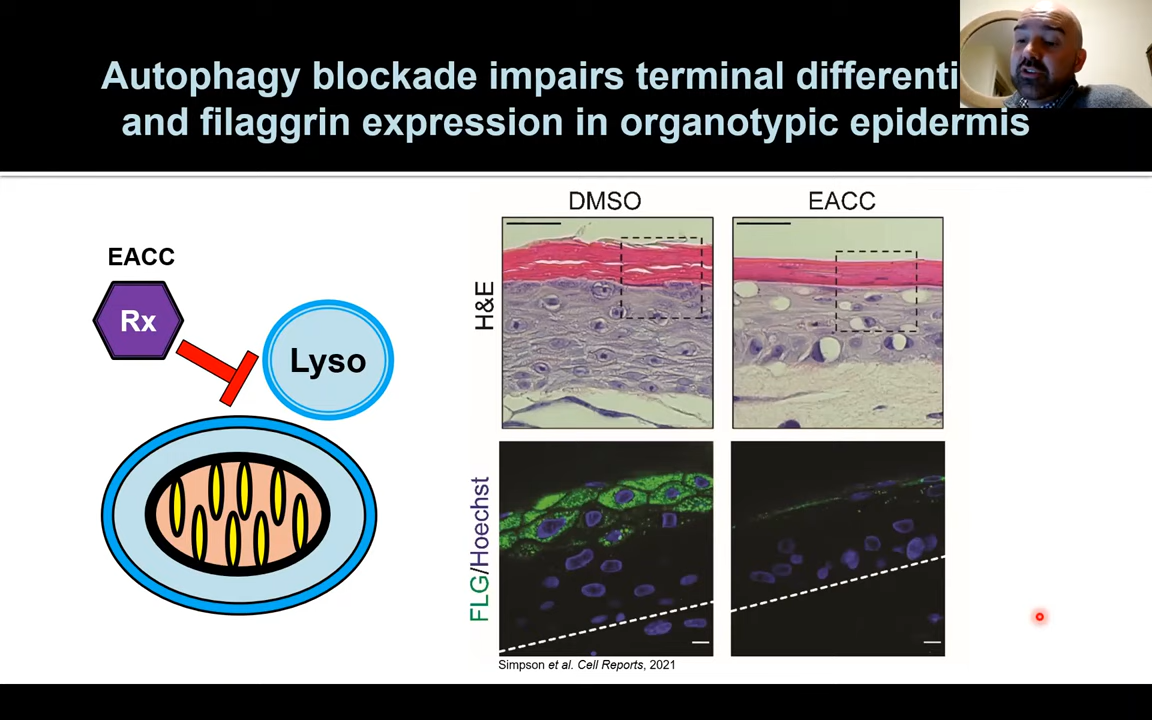 Autophagy blockade impairs terminal
and filaggrin expression in organotypic epidermis
DMSO
EACC
EACC
Rx
Lyso
H&E
FLG/Hoechst
Simpson et al. Cell Reports, 2021